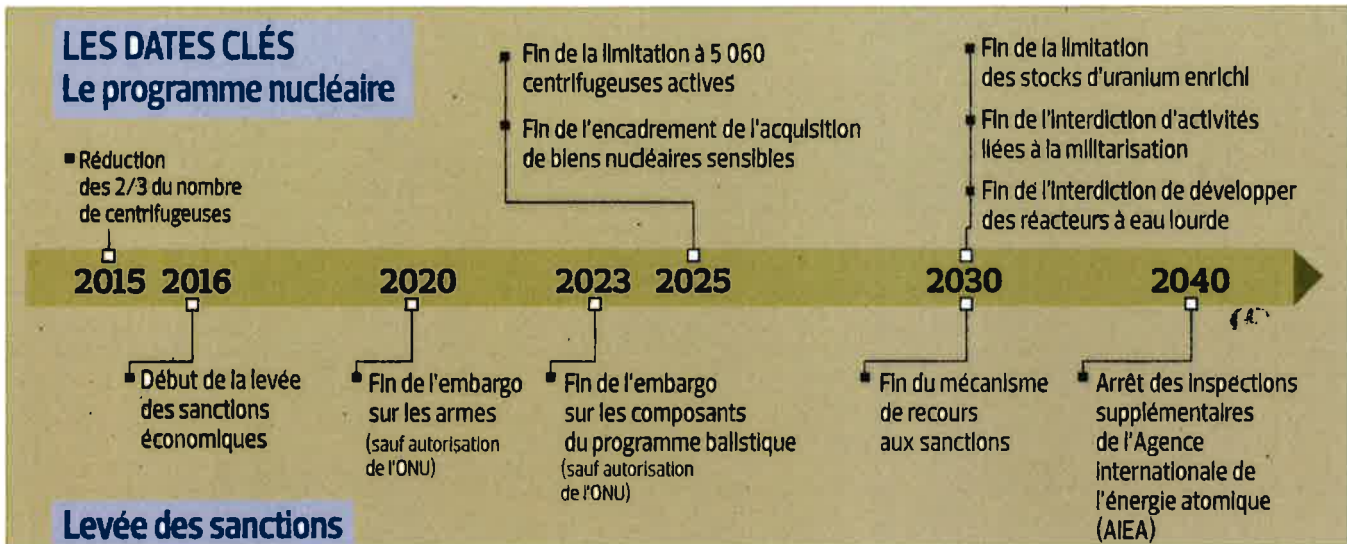 LES DATES CLÉS
Le programme nucléaire
Réduction
des 2/3 du nombre
de centrifugeuses
Fin de la limitation à 5 060
centrifugeuses actives
Fin de l'encadrement de l'acquisition
de biens nucléaires sensibles
Fin de la limitation
des stocks d'uranium enrichi
Fin de l'interdiction d'activités
liées à la militarisation
Fin de l'interdiction de développer
des réacteurs à eau lourde
2015 2016 2020 2023 2025 2030 2040
Début de la levée
des sanctions
économiques
Fin de l'embargo
sur les armes
(sauf autorisation
de l'ONU)
Fin de l'embargo
sur les composants
du programme balistique
(sauf autorisation
de l'ONU)
Fin du mécanisme
de recours
aux sanctions
Arrêt des inspections
supplémentaires
de l'Agence
internationale de
l'énergie atomique
(AIEA)
Levée des sanctions